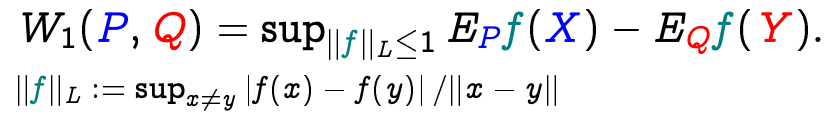 W₁(P, Q) = sup_{||f||_L≤1} E_P f(X) − E_Q f(Y).
||f||_L := sup_{x≠y} |f(x) − f(y)| /||x − y||